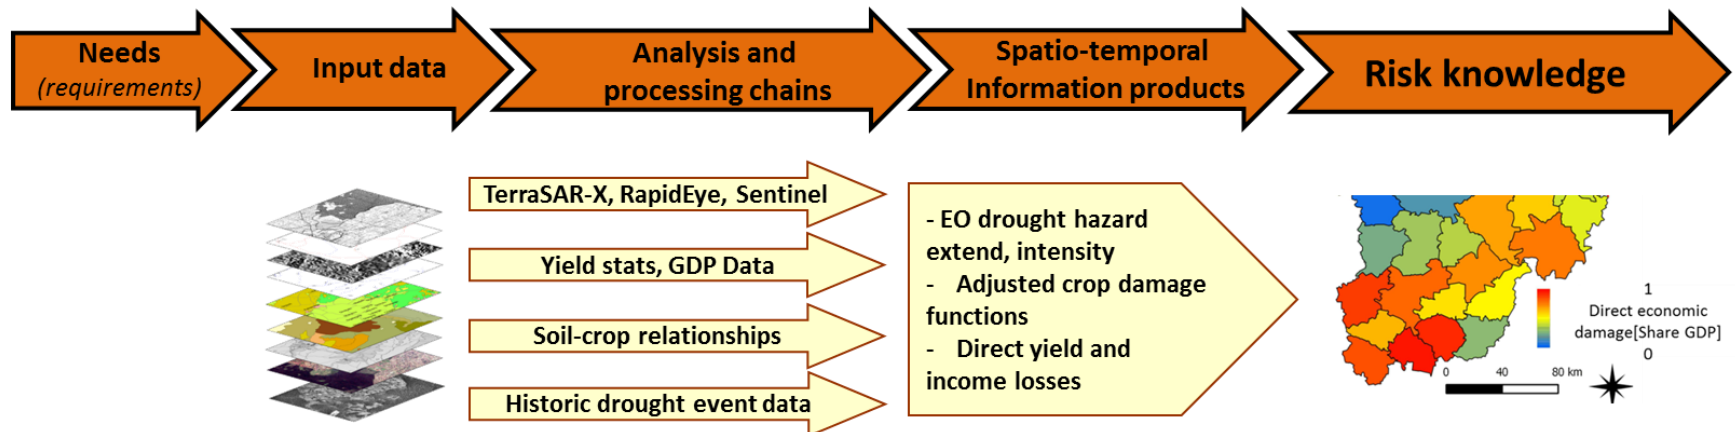 Needs
(requirements)
Input data
Analysis and
processing chains
Spatio-temporal
Information products
Risk knowledge
TerraSAR-X, RapidEye, Sentinel
Yield stats, GDP Data
Soil-crop relationships
Historic drought event data
- EO drought hazard
extend, intensity
- Adjusted crop damage
functions
- Direct yield and
income losses
1
Direct economic
damage[Share GDP]
0
0 40 80 km